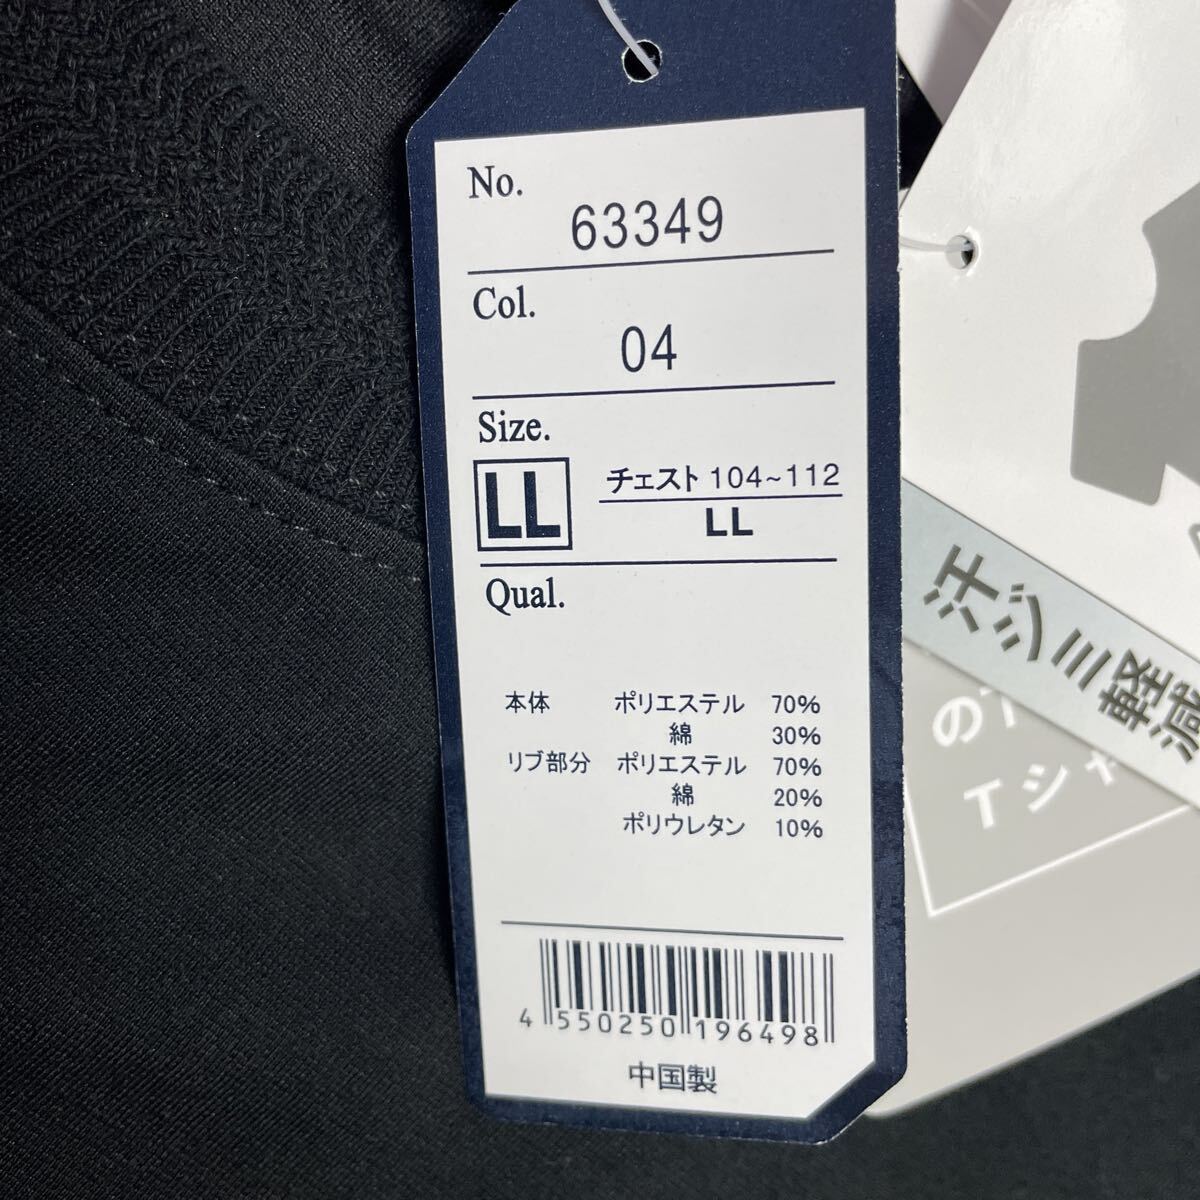 No.
63349
Col.
04
Size.
LL チェスト 104~112
LL
Qual.
本体 ポリエステル 70%
綿 30%
リブ部分 ポリエステル 70%
綿 20%
ポリウレタン 10%
4 550250 196498
中国製
汗ジミ軽減
Tシャ